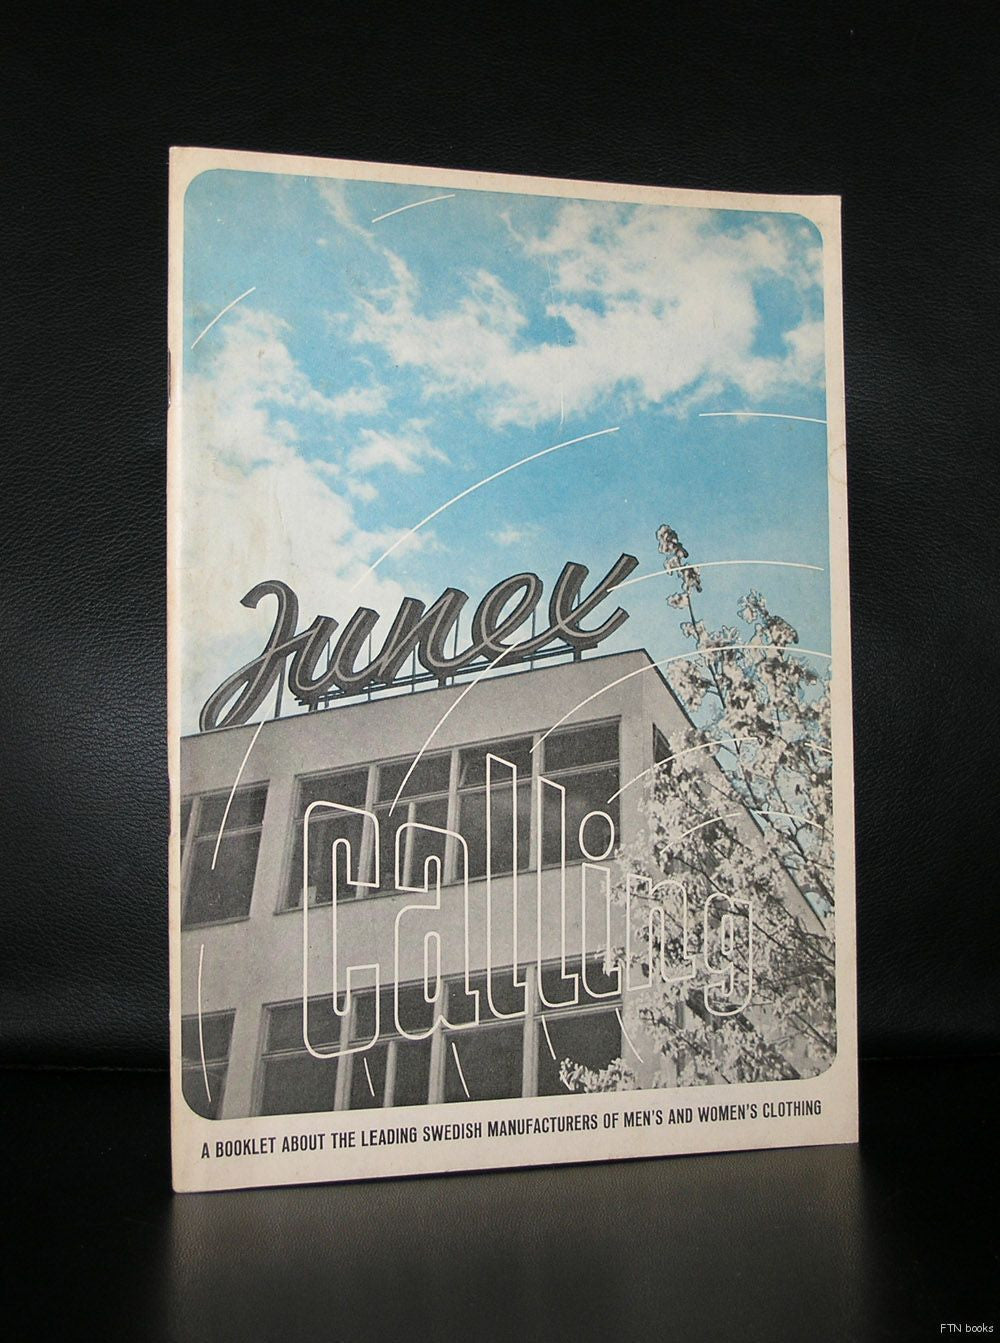 Junex
Calling
A BOOKLET ABOUT THE LEADING SWEDISH MANUFACTURERS OF MEN'S AND WOMEN'S CLOTHING
FTN books